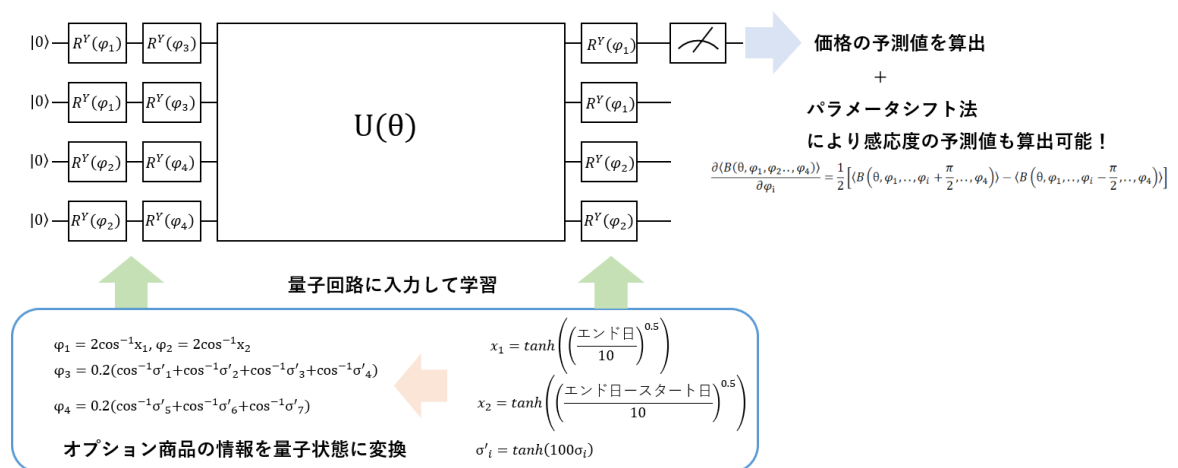 |0⟩ R^Y(φ₁) R^Y(φ₃) R^Y(φ₁)
|0⟩ R^Y(φ₁) R^Y(φ₃) R^Y(φ₁)
|0⟩ R^Y(φ₂) R^Y(φ₄) R^Y(φ₂)
|0⟩ R^Y(φ₂) R^Y(φ₄) R^Y(φ₂)
U(θ)
価格の予測値を算出
+
パラメータシフト法
により感応度の予測値も算出可能！
∂⟨B(θ,φ₁,φ₂..,φ₄)⟩/∂φᵢ = 1/2[⟨B(θ,φ₁,..,φᵢ+π/2,..,φ₄)⟩−⟨B(θ,φ₁,..,φᵢ−π/2,..,φ₄)⟩]
量子回路に入力して学習
φ₁ = 2cos⁻¹x₁, φ₂ = 2cos⁻¹x₂
φ₃ = 0.2(cos⁻¹σ′₁+cos⁻¹σ′₂+cos⁻¹σ′₃+cos⁻¹σ′₄)
φ₄ = 0.2(cos⁻¹σ′₅+cos⁻¹σ′₆+cos⁻¹σ′₇)
オプション商品の情報を量子状態に変換
x₁ = tanh((エンド日/10)^0.5)
x₂ = tanh((エンド日ースタート日/10)^0.5)
σ′ᵢ = tanh(100σᵢ)